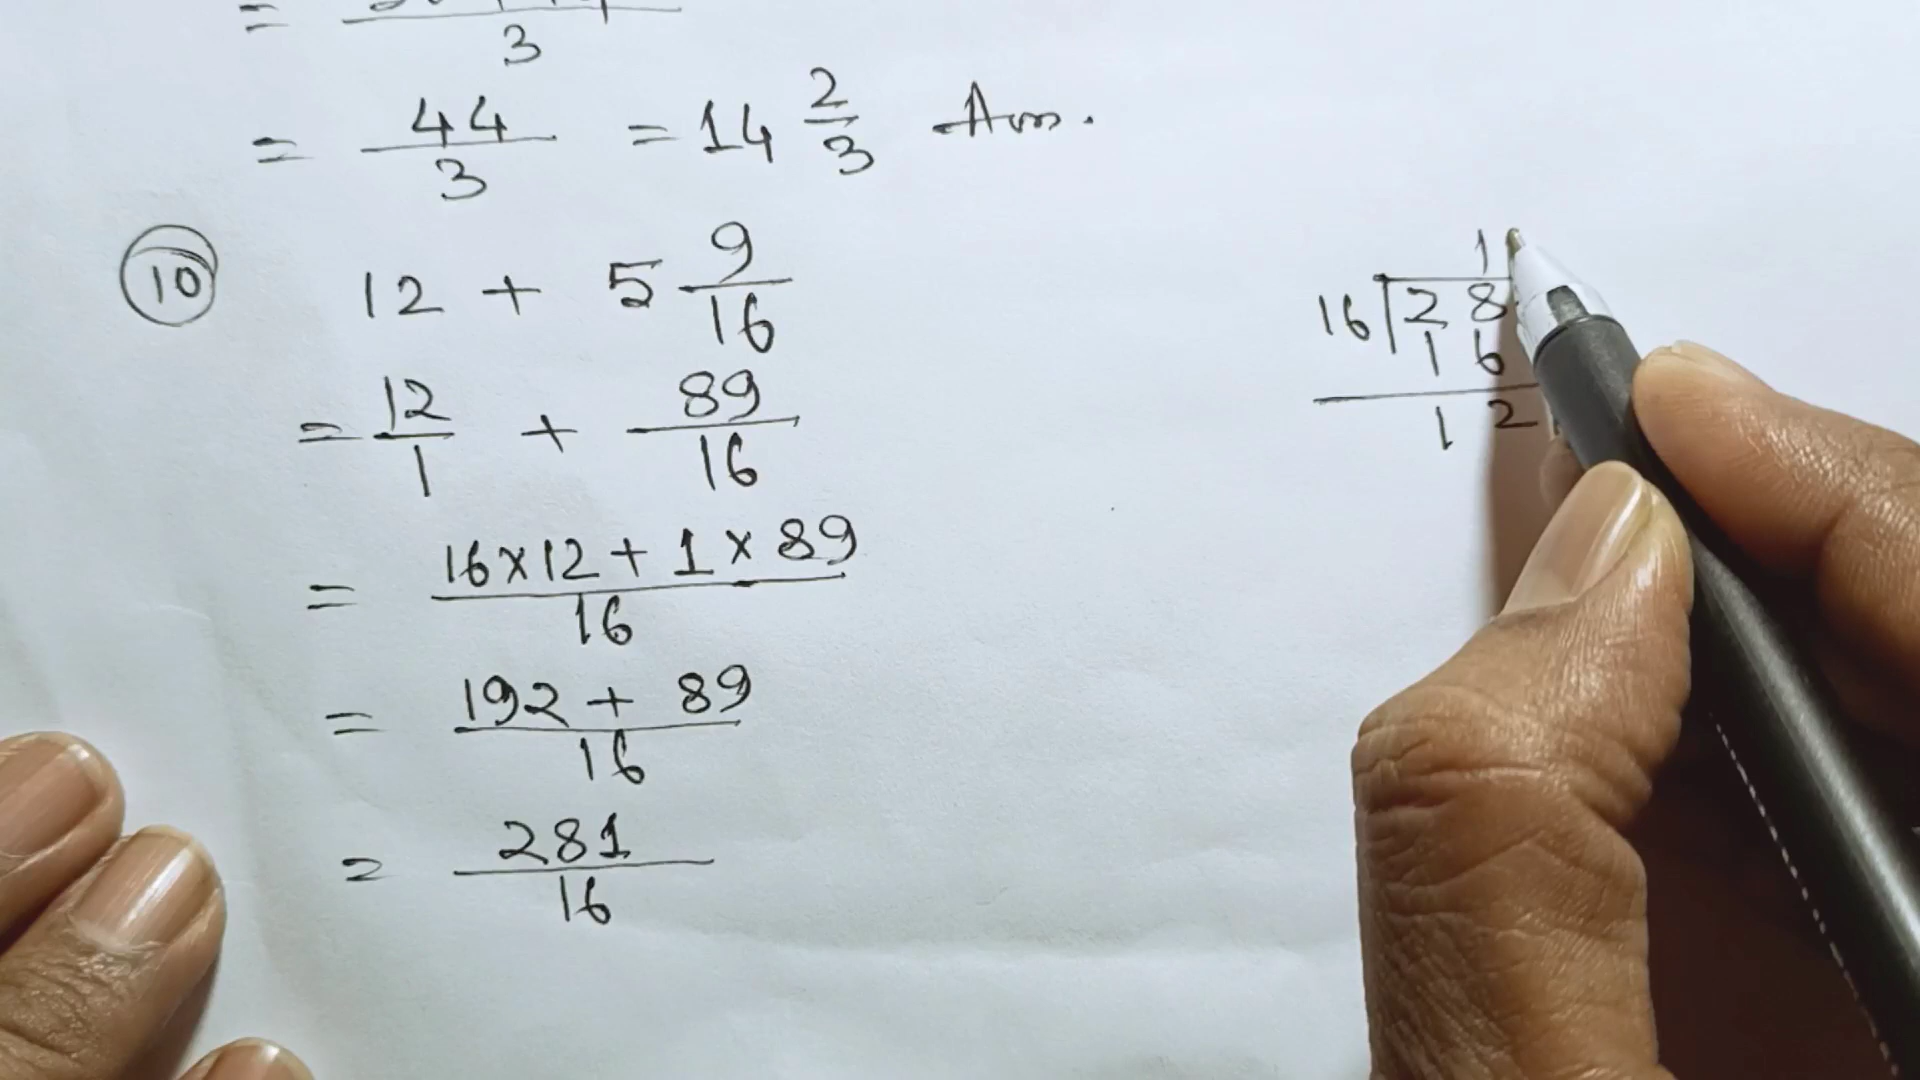 =
3
= 44/3 = 14 2/3 Ans.
10 12 + 5 9/16
= 12/1 + 89/16
= 16×12 + 1×89
16
= 192 + 89
16
= 281
16
1
16 28
16
12